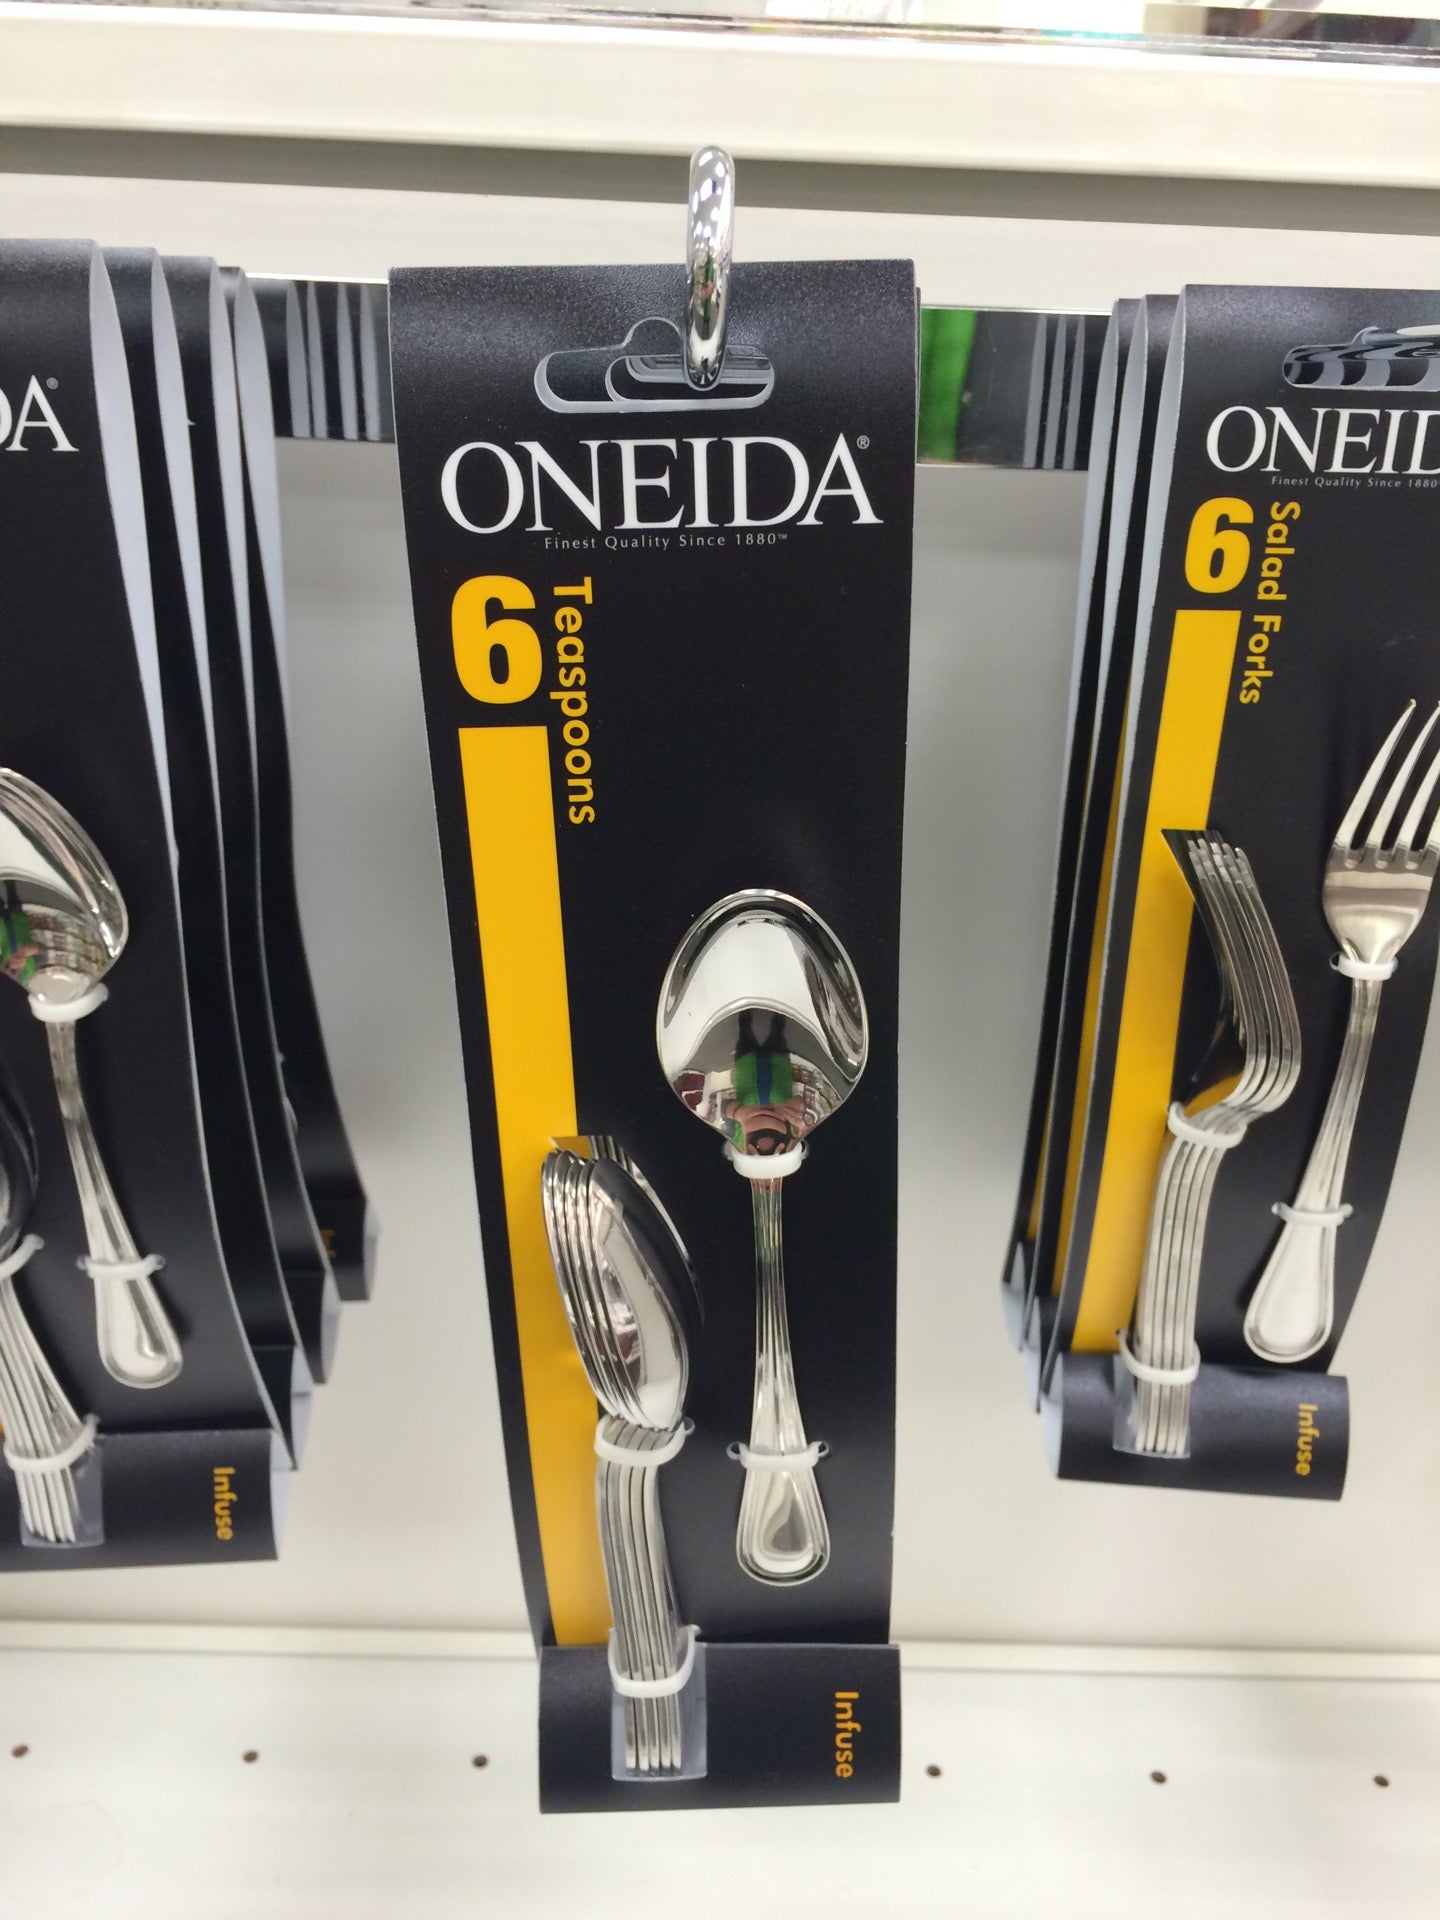 DA®
Infuse
ONEIDA®
Finest Quality Since 1880™
6 Teaspoons
Infuse
ONEID
Finest Quality Since 1880
6 Salad Forks
Infuse